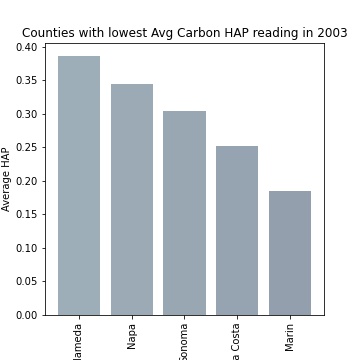 Counties with lowest Avg Carbon HAP reading in 2003
0.40
0.35
0.30
0.25
0.20
0.15
0.10
0.05
0.00
Average HAP
lameda
Napa
Sonoma
a Costa
Marin